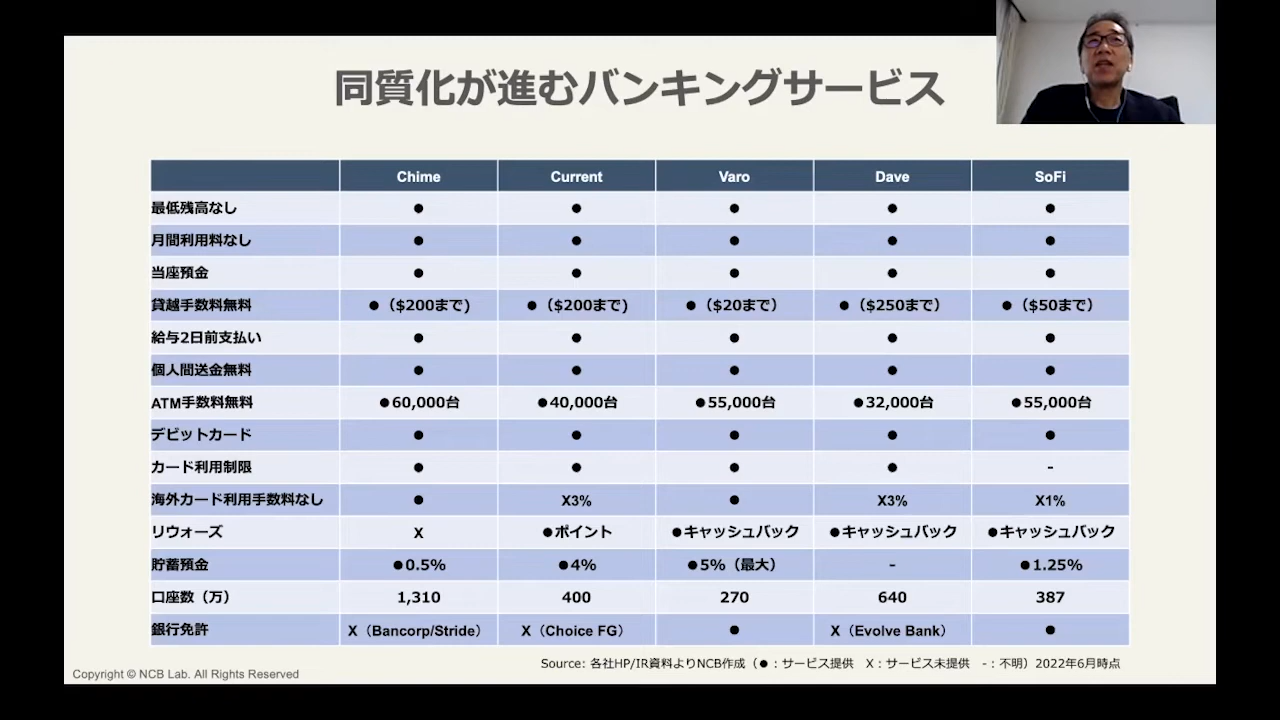 同質化が進むバンキングサービス
Chime Current Varo Dave SoFi
最低残高なし ● ● ● ● ●
月間利用料なし ● ● ● ● ●
当座預金 ● ● ● ● ●
貸越手数料無料 ●（$200まで) ●（$200まで) ●（$20まで） ●（$250まで） ●（$50まで）
給与2日前支払い ● ● ● ● ●
個人間送金無料 ● ● ● ● ●
ATM手数料無料 ●60,000台 ●40,000台 ●55,000台 ●32,000台 ●55,000台
デビットカード ● ● ● ● ●
カード利用制限 ● ● ● ● -
海外カード利用手数料なし ● X3% ● X3% X1%
リウォーズ X ●ポイント ●キャッシュバック ●キャッシュバック ●キャッシュバック
貯蓄預金 ●0.5% ●4% ●5%（最大） - ●1.25%
口座数（万） 1,310 400 270 640 387
銀行免許 X（Bancorp/Stride） X（Choice FG） ● X（Evolve Bank） ●
Source: 各社HP/IR資料よりNCB作成（●：サービス提供 X：サービス未提供 -：不明）2022年6月時点
Copyright © NCB Lab. All Rights Reserved